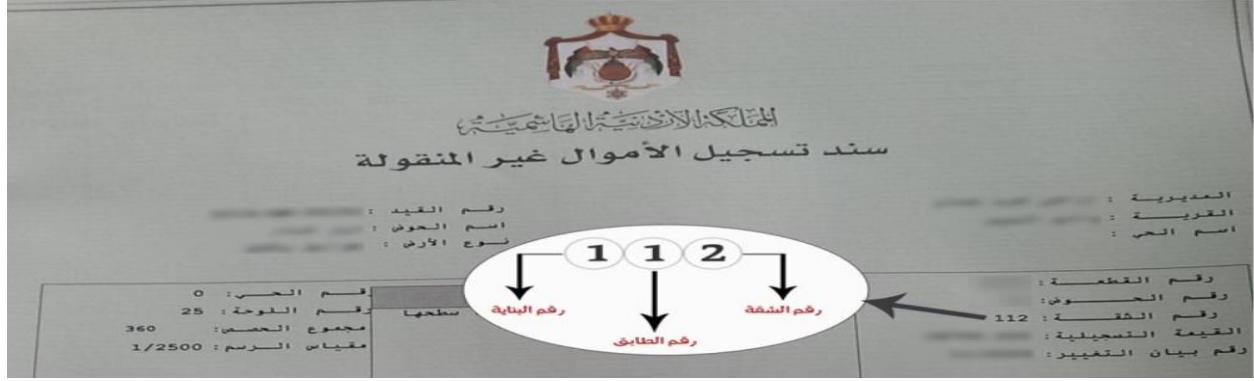 المملكة الأردنية الهاشمية
سند تسجيل الأموال غير المنقولة
المديرية :
القرية :
اسم الحي :
رقم القيد :
اسم الحوض :
نوع الأرض :
رقم القطعة :
رقم الحوض :
رقم الشقة : 112
القيمة التسجيلية :
رقم بيان التغيير :
1 1 2
رقم الشقة
رقم الطابق
رقم البناية
سطحها
رقم الحي : 0
رقم اللوحة : 25
مجموع الحصص : 360
مقياس الرسم : 1/2500